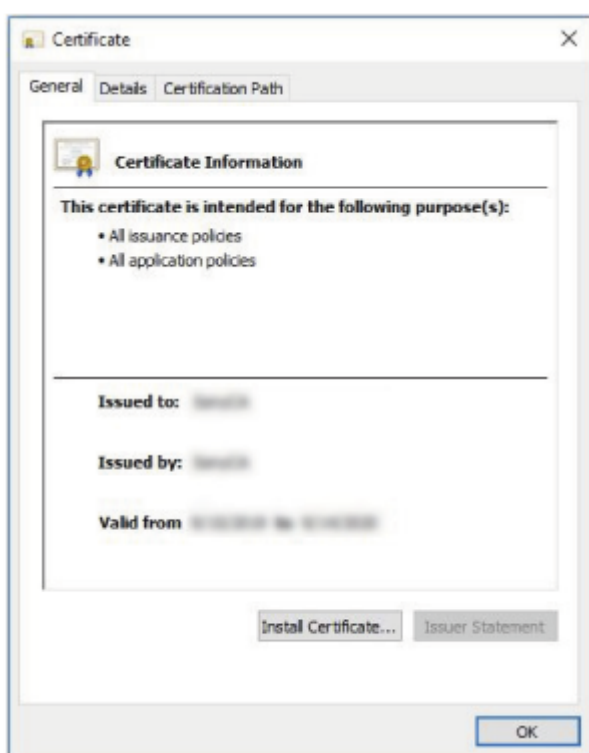 Certificate
General Details Certification Path
Certificate Information
This certificate is intended for the following purpose(s):
• All issuance policies
• All application policies
Issued to:
Issued by:
Valid from
Install Certificate... Issuer Statement
OK